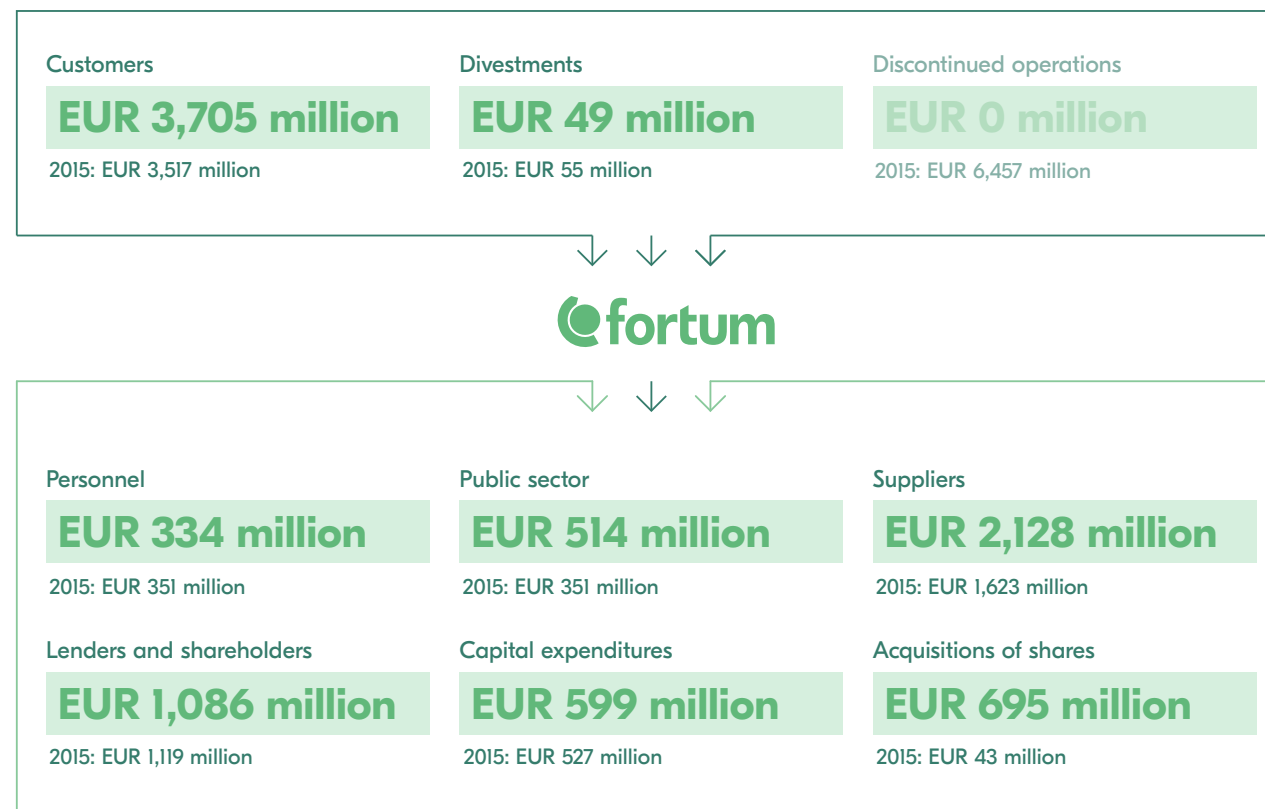 Customers
EUR 3,705 million
2015: EUR 3,517 million
Divestments
EUR 49 million
2015: EUR 55 million
Discontinued operations
EUR 0 million
2015: EUR 6,457 million
fortum
Personnel
EUR 334 million
2015: EUR 351 million
Public sector
EUR 514 million
2015: EUR 351 million
Suppliers
EUR 2,128 million
2015: EUR 1,623 million
Lenders and shareholders
EUR 1,086 million
2015: EUR 1,119 million
Capital expenditures
EUR 599 million
2015: EUR 527 million
Acquisitions of shares
EUR 695 million
2015: EUR 43 million